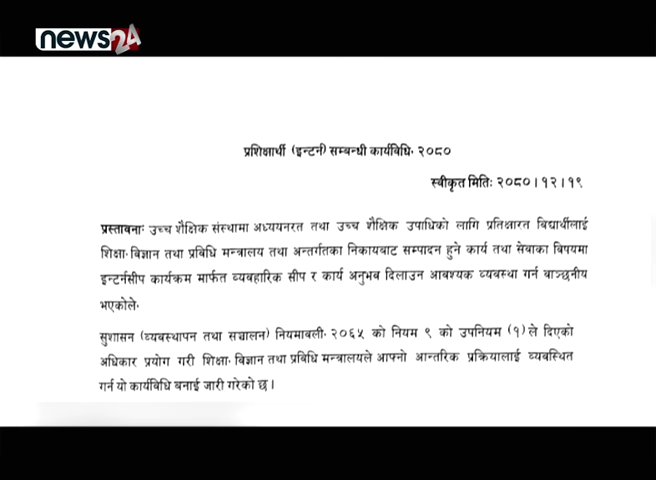 news24
प्रशिक्षार्थी (इन्टर्न) सम्बन्धी कार्यविधि, २०८०
स्वीकृत मितिः २०८०।१२।१९
प्रस्तावनाः उच्च शैक्षिक संस्थामा अध्ययनरत तथा उच्च शैक्षिक उपाधिको लागि प्रतिक्षारत विद्यार्थीलाई
शिक्षा, विज्ञान तथा प्रविधि मन्त्रालय तथा अन्तर्गतका निकायबाट सम्पादन हुने कार्य तथा सेवाका विषयमा
इन्टर्नसीप कार्यक्रम मार्फत व्यवहारिक सीप र कार्य अनुभव दिलाउन आवश्यक व्यवस्था गर्न वाञ्छनीय
भएकोले,
सुशासन (व्यवस्थापन तथा सञ्चालन) नियमाबली, २०६५ को नियम ९ को उपनियम (१) ले दिएको
अधिकार प्रयोग गरी शिक्षा, विज्ञान तथा प्रविधि मन्त्रालयले आफ्नो आन्तरिक प्रक्रियालाई व्यवस्थित
गर्न यो कार्यविधि बनाई जारी गरेको छ।